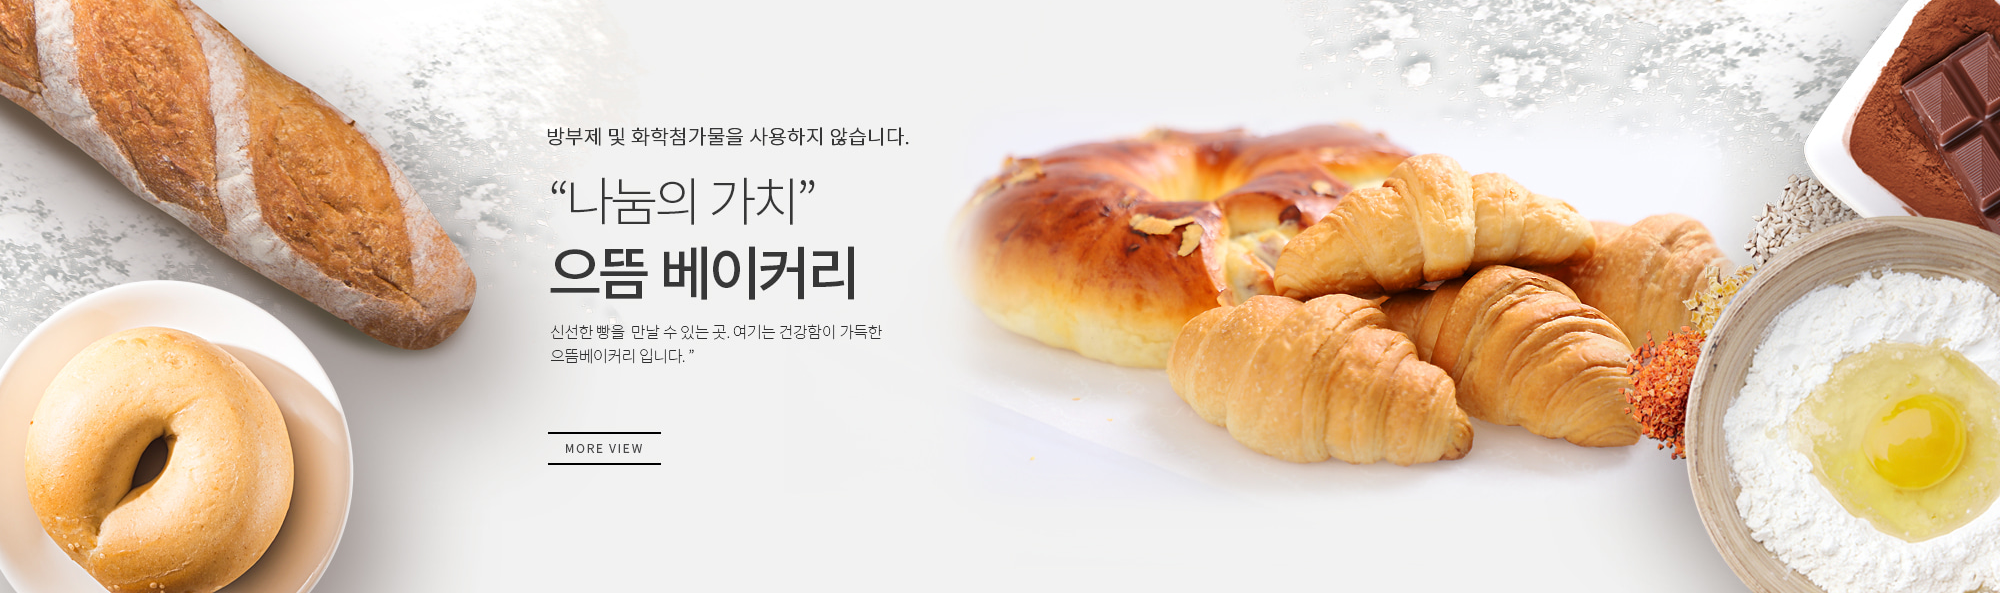 방부제 및 화학첨가물을 사용하지 않습니다.
“나눔의 가치”
으뜸 베이커리
신선한 빵을 만날 수 있는 곳. 여기는 건강함이 가득한
으뜸베이커리 입니다. ”
MORE VIEW